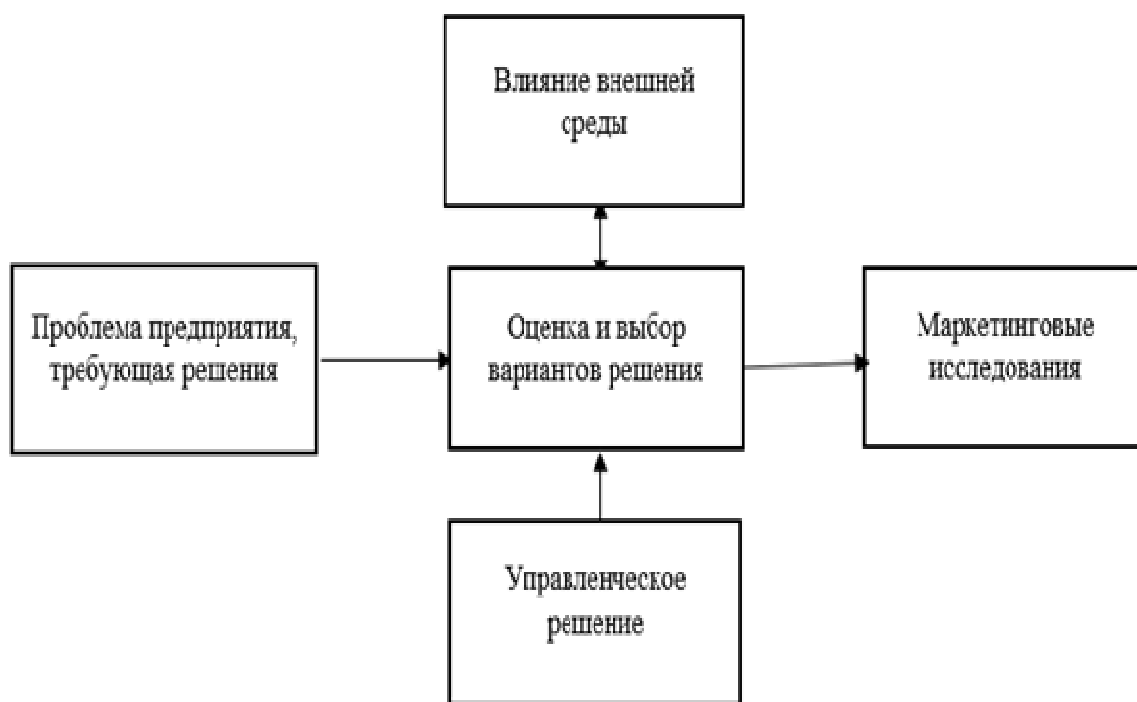 Влияние внешней
среды
Проблема предприятия,
требующая решения
Оценка и выбор
вариантов решения
Маркетинговые
исследования
Управленческое
решение